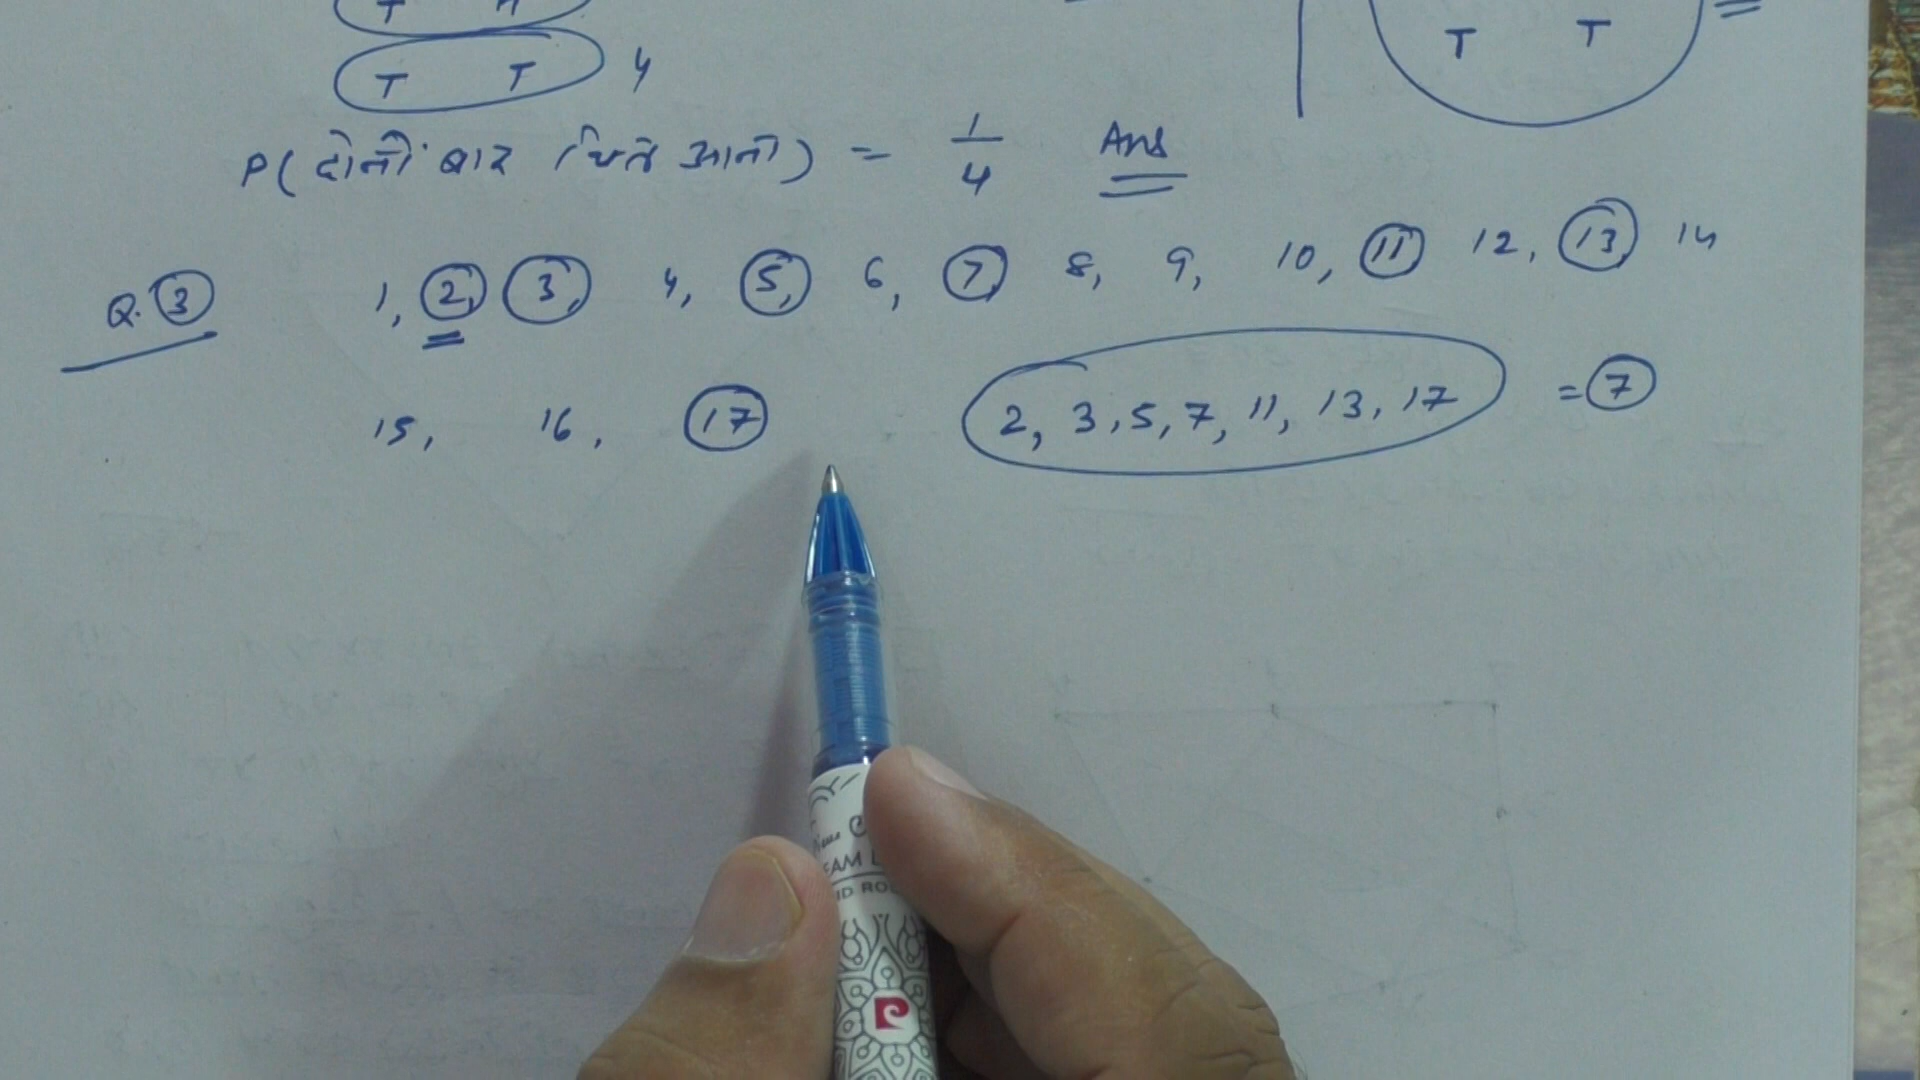 T H
T T 4
T T
P(दोनों बार चित आना) = 1/4 Ans
Q. 3 1, 2, 3, 4, 5, 6, 7, 8, 9, 10, 11 12, 13 14
15, 16, 17 2, 3, 5, 7, 11, 13, 17 = 7